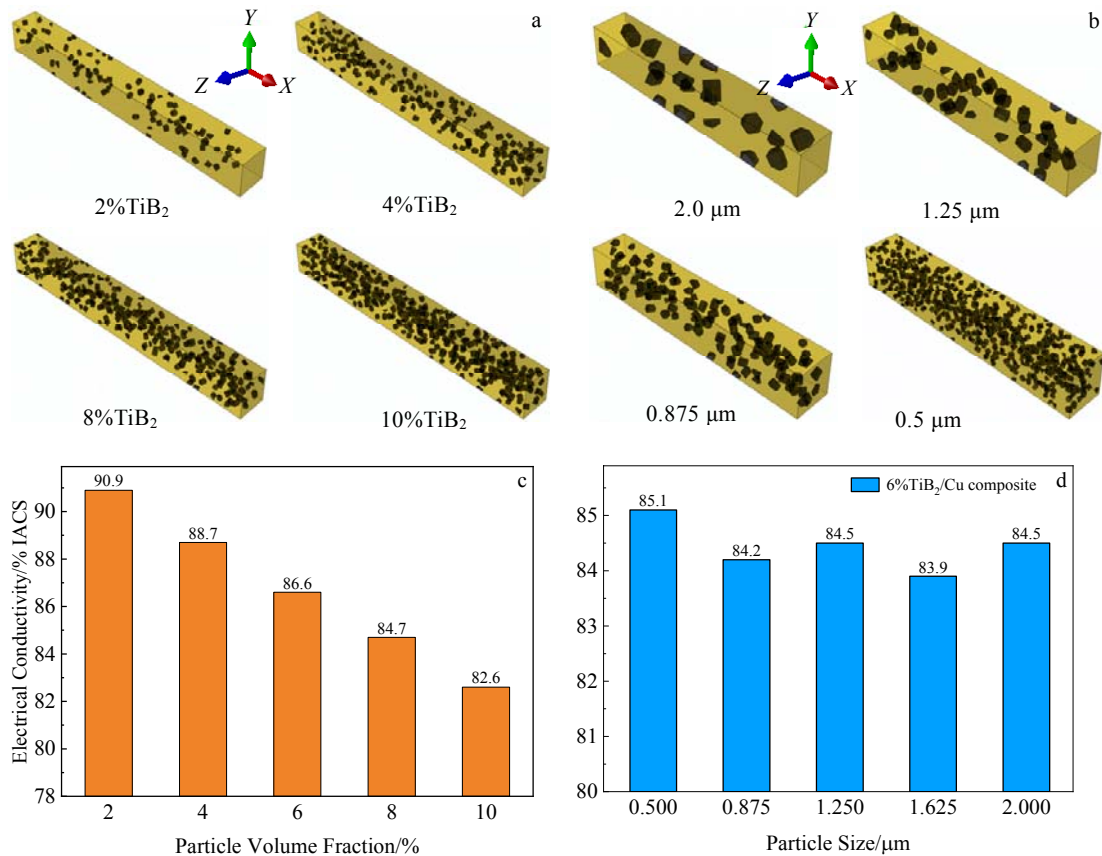 a
Y
Z
X
2%TiB₂
4%TiB₂
8%TiB₂
10%TiB₂
b
Y
Z
X
2.0 μm
1.25 μm
0.875 μm
0.5 μm
c
Electrical Conductivity/% IACS
90
88
86
84
82
80
78
90.9
88.7
86.6
84.7
82.6
2 4 6 8 10
Particle Volume Fraction/%
d
6%TiB₂/Cu composite
85
84
83
82
81
80
85.1
84.2
84.5
83.9
84.5
0.500 0.875 1.250 1.625 2.000
Particle Size/μm